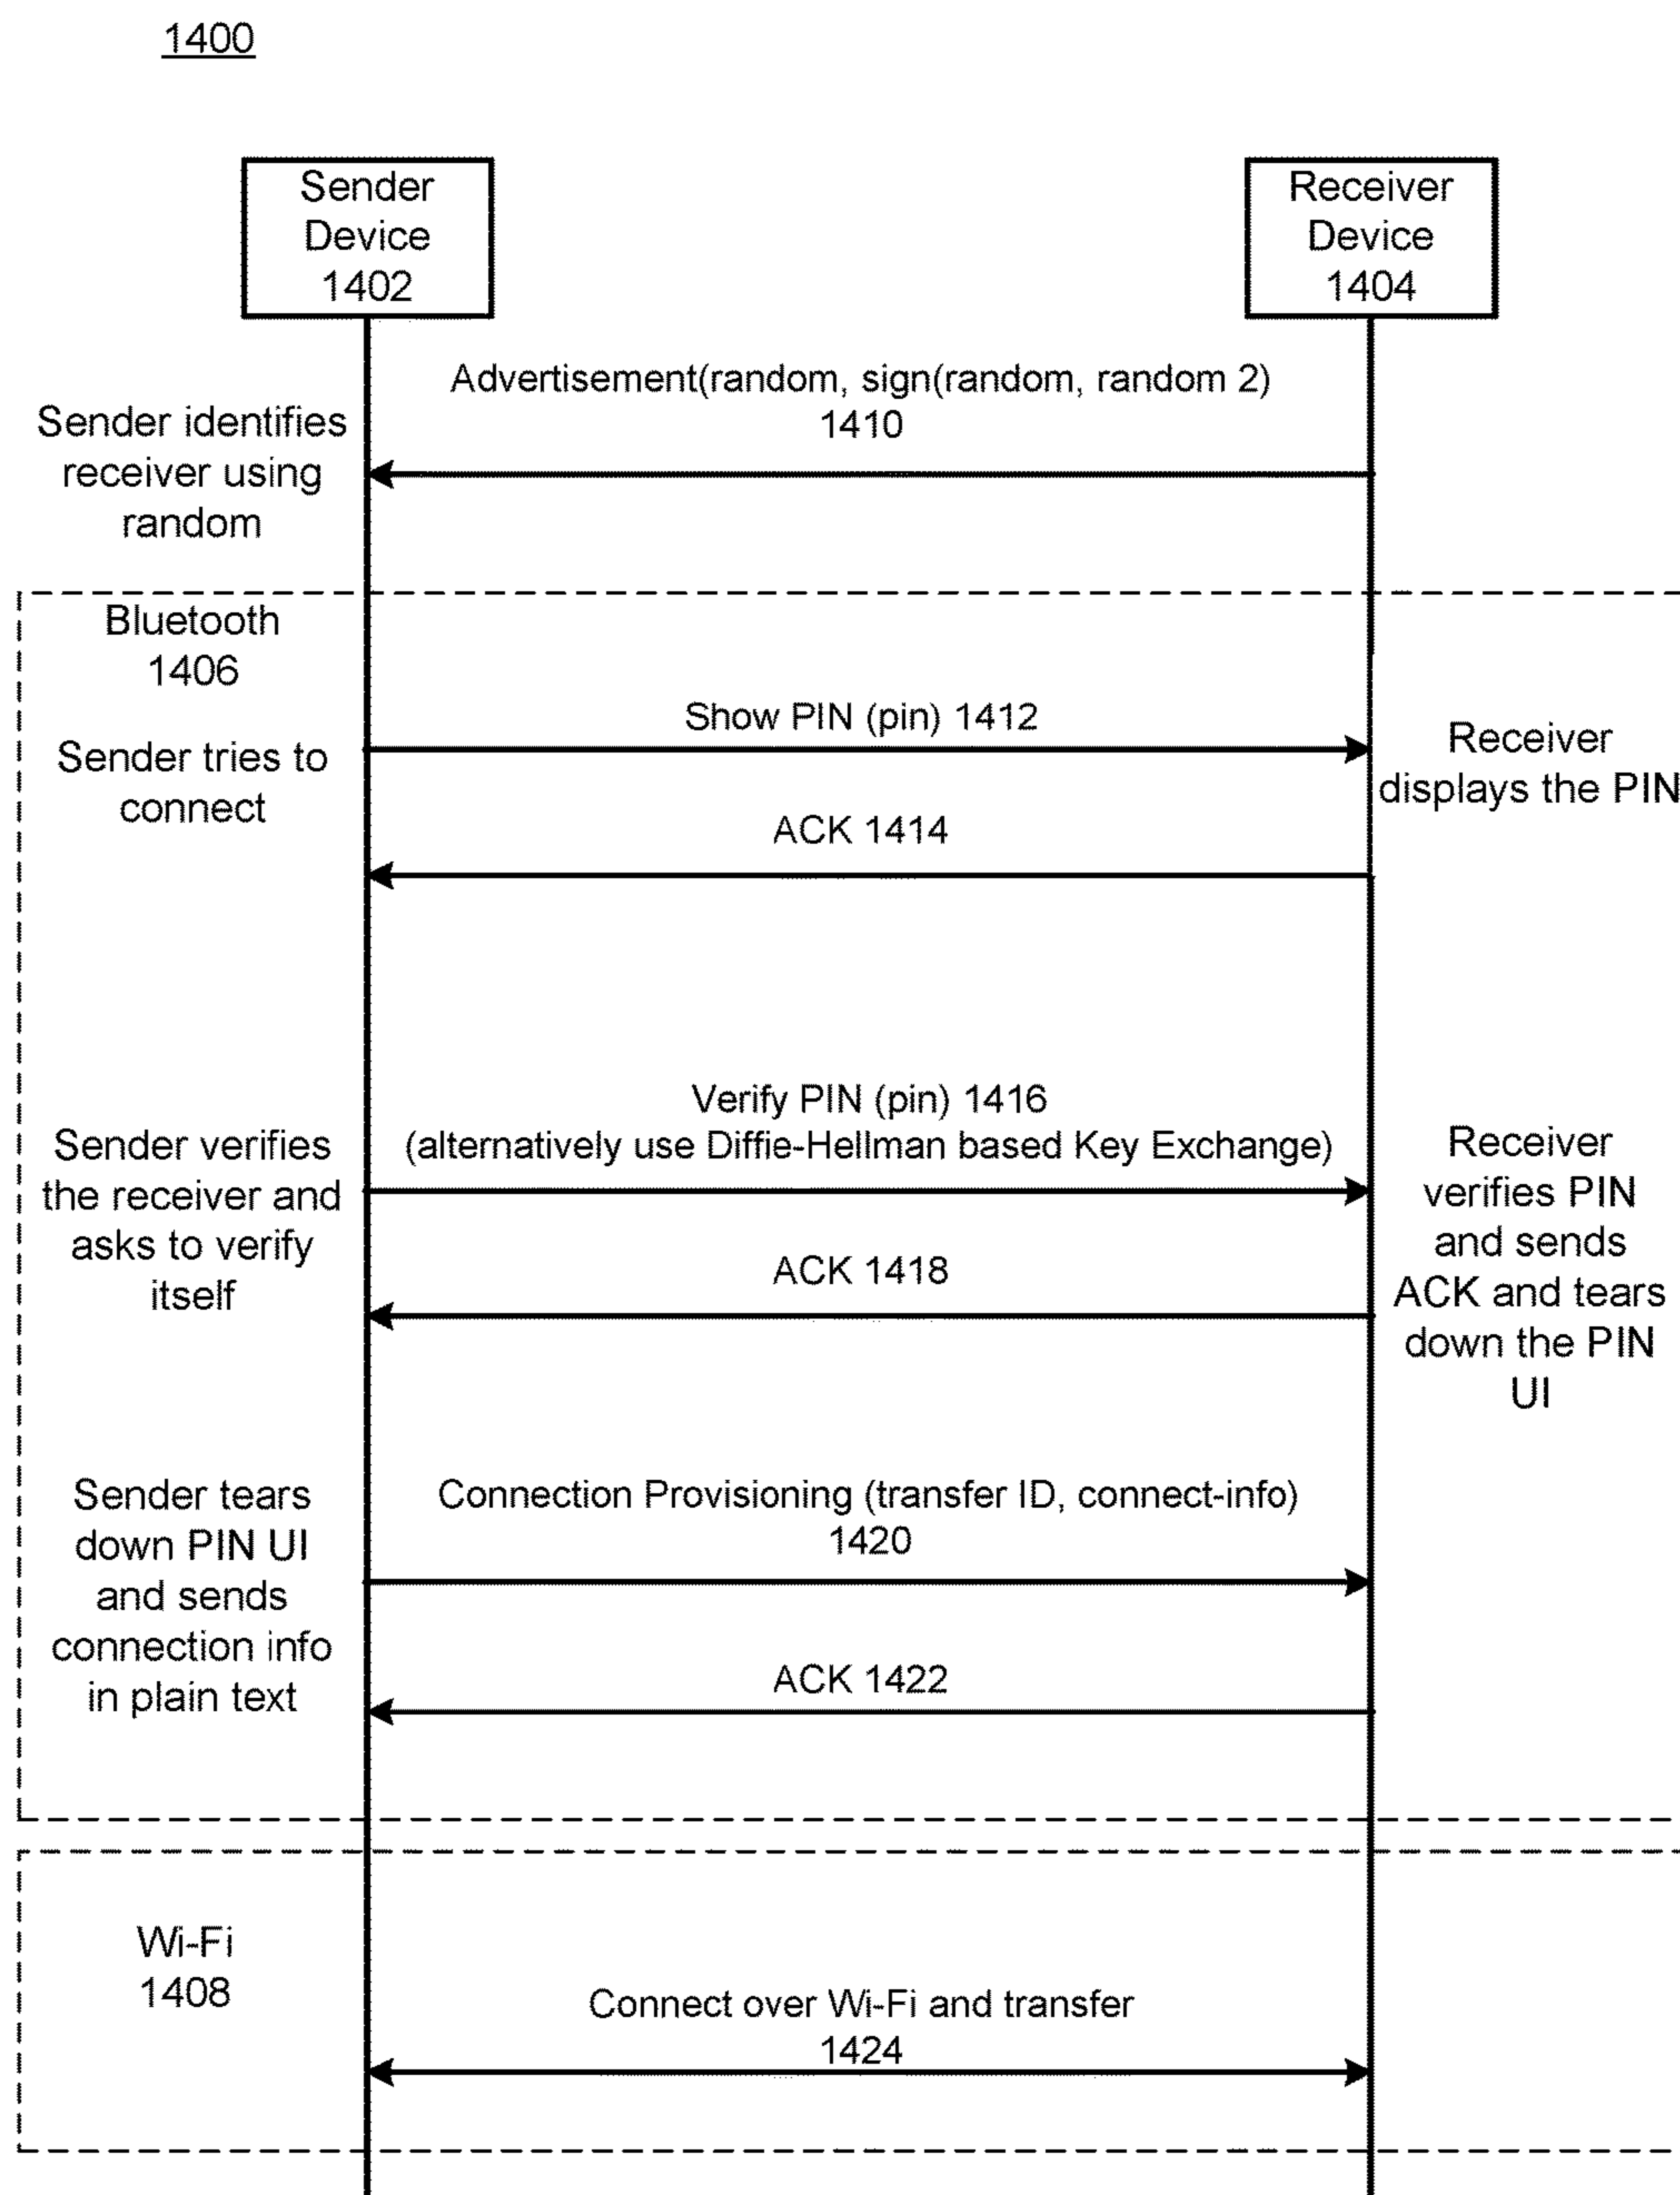 1400
Sender
Device
1402
Receiver
Device
1404
Advertisement(random, sign(random, random 2)
1410
Sender identifies
receiver using
random
Bluetooth
1406
Show PIN (pin) 1412
Sender tries to
connect
Receiver
displays the PIN
ACK 1414
Verify PIN (pin) 1416
(alternatively use Diffie-Hellman based Key Exchange)
Sender verifies
the receiver and
asks to verify
itself
Receiver
verifies PIN
and sends
ACK and tears
down the PIN
UI
ACK 1418
Sender tears
down PIN UI
and sends
connection info
in plain text
Connection Provisioning (transfer ID, connect-info)
1420
ACK 1422
Wi-Fi
1408
Connect over Wi-Fi and transfer
1424